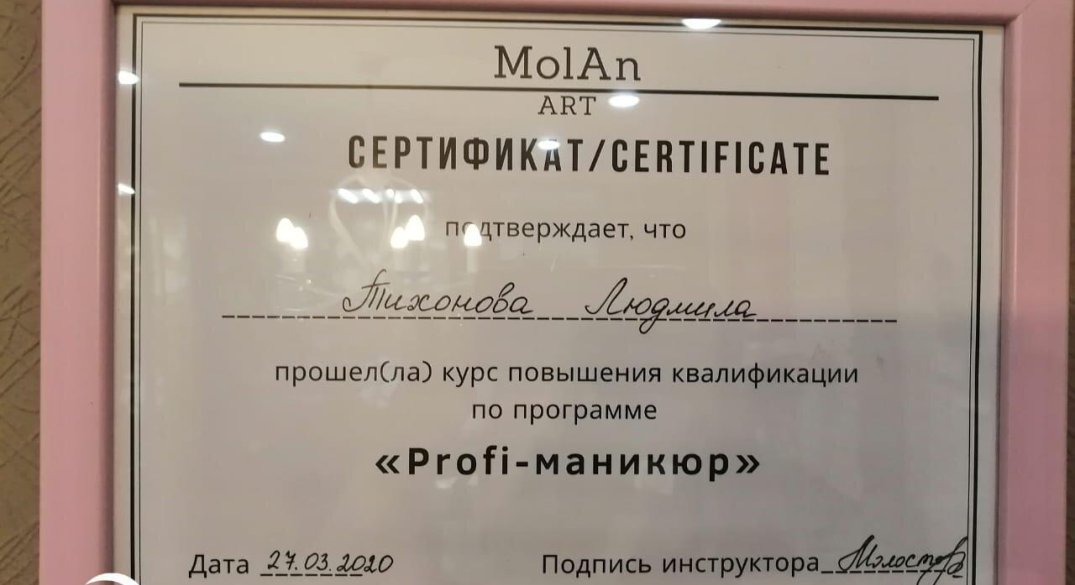 MolAn
ART
СЕРТИФИКАТ/CERTIFICATE
подтверждает, что
Тихонова Людмила
прошел(ла) курс повышения квалификации
по программе
«Profi-маникюр»
Дата 27.03.2020 Подпись инструктора